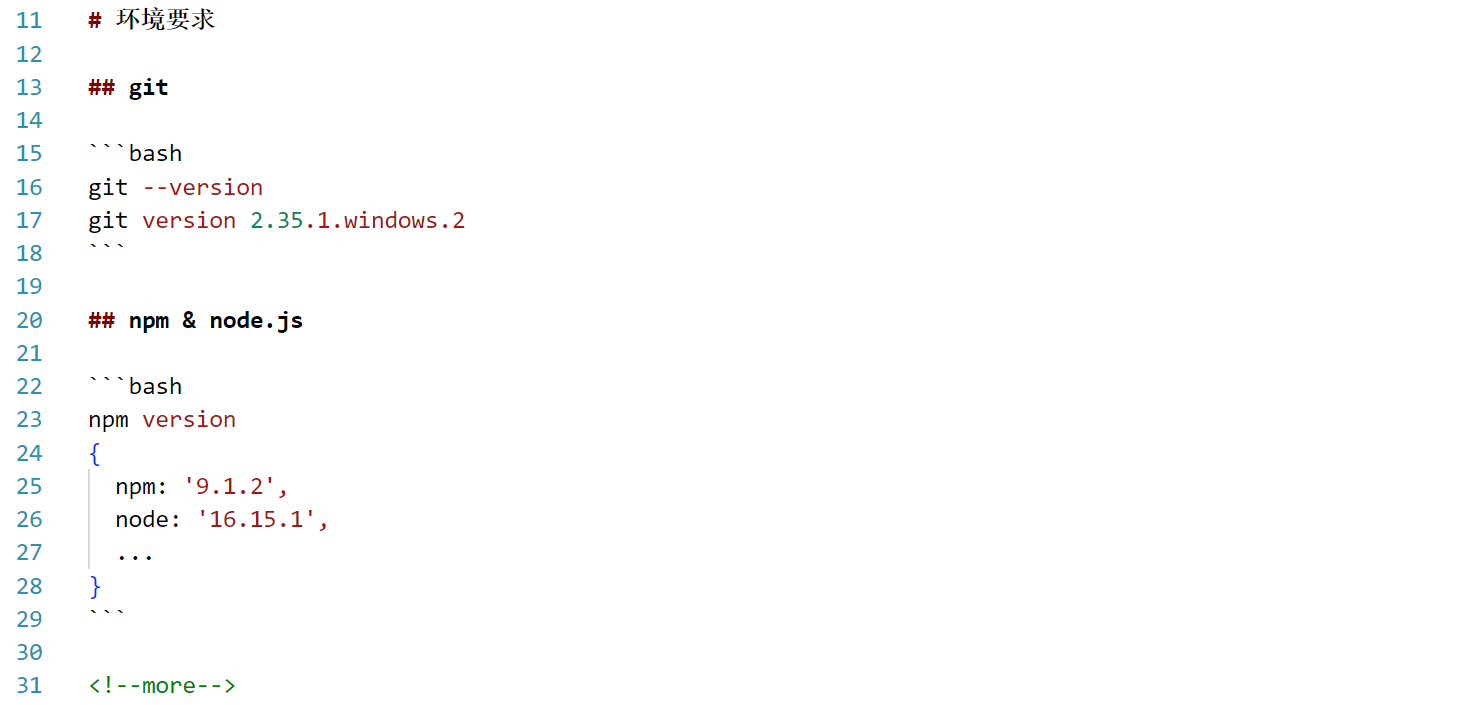 11 # 环境要求
12
13 ## git
14
15 ```bash
16 git --version
17 git version 2.35.1.windows.2
18 ```
19
20 ## npm & node.js
21
22 ```bash
23 npm version
24 {
25   npm: '9.1.2',
26   node: '16.15.1',
27   ...
28 }
29 ```
30
31 <!--more-->